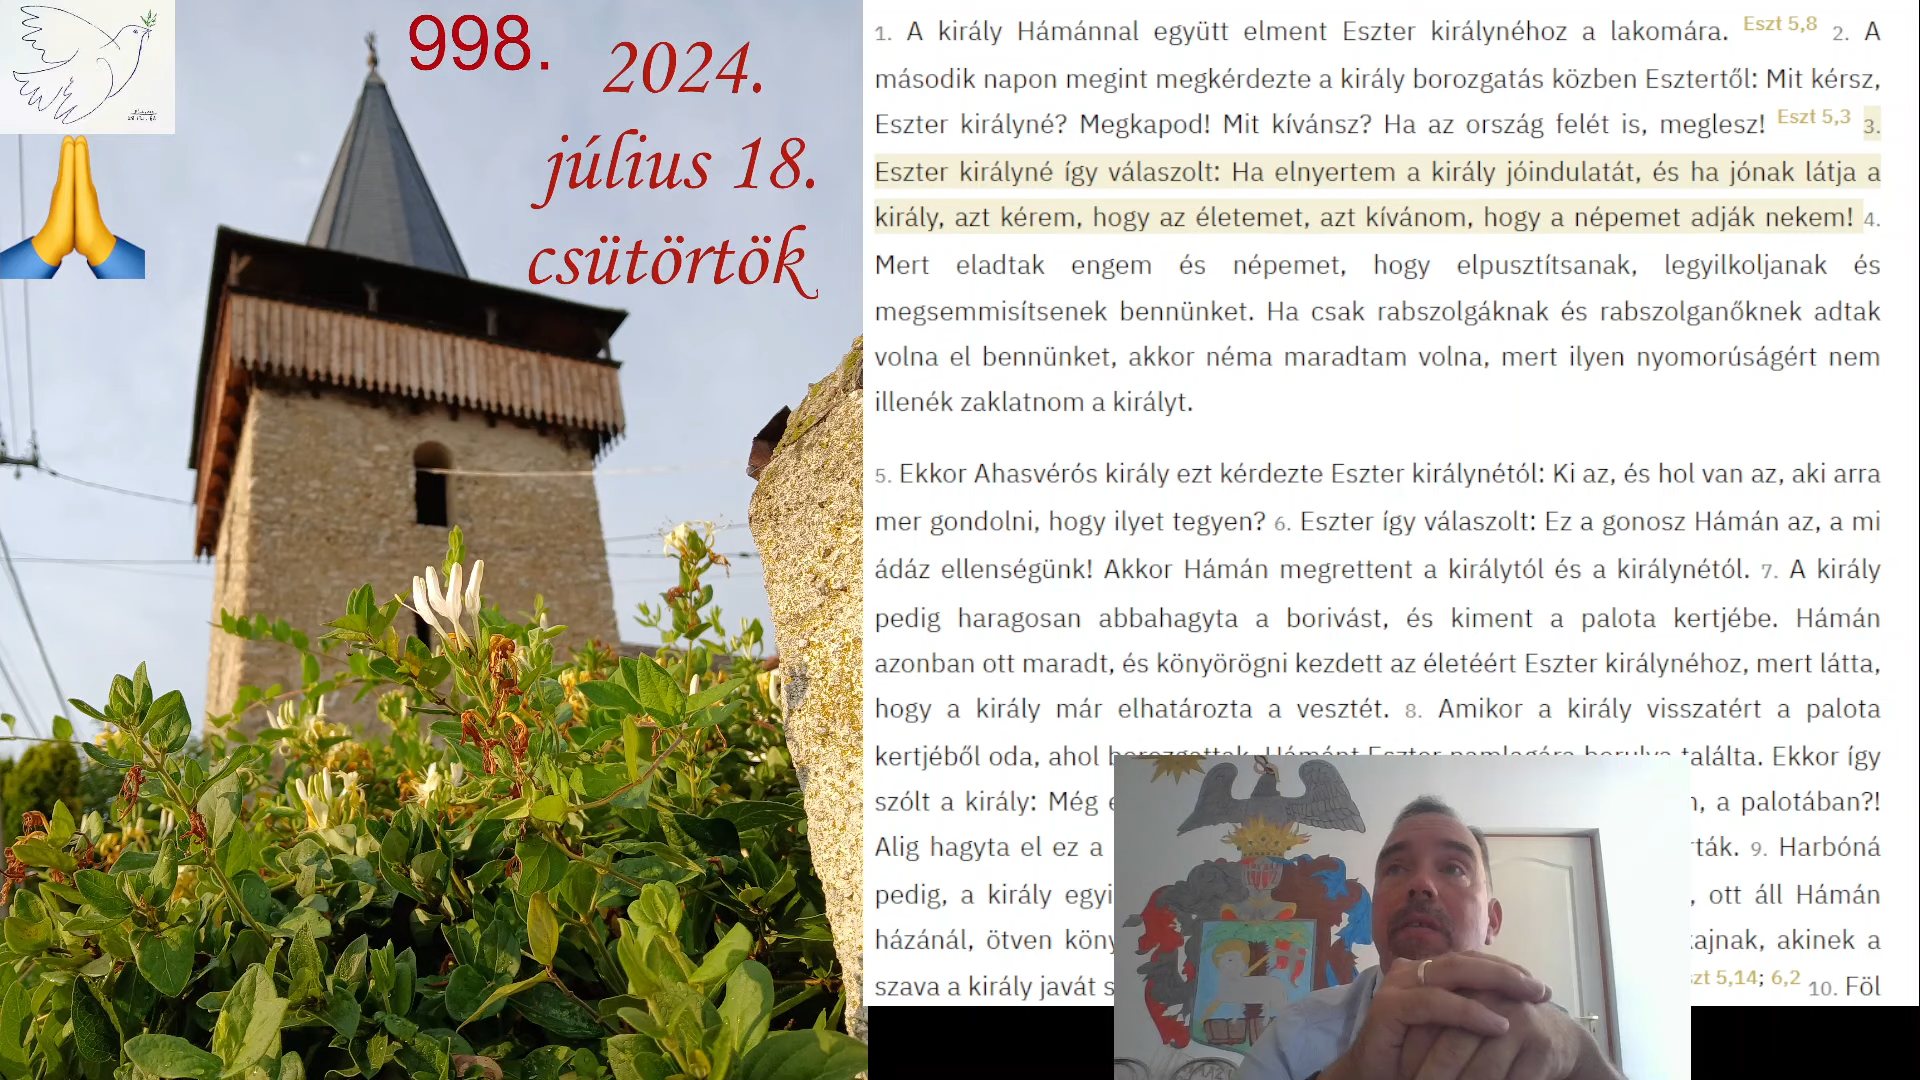 998.
2024.
július 18.
csütörtök
1. A király Hámánnal együtt elment Eszter királynéhoz a lakomára. Eszt 5,8 2. A
második napon megint megkérdezte a király borozgatás közben Esztertől: Mit kérsz,
Eszter királyné? Megkapod! Mit kívánsz? Ha az ország felét is, meglesz! Eszt 5,3 3.
Eszter királyné így válaszolt: Ha elnyertem a király jóindulatát, és ha jónak látja a
király, azt kérem, hogy az életemet, azt kívánom, hogy a népemet adják nekem! 4.
Mert eladtak engem és népemet, hogy elpusztítsanak, legyilkoljanak és
megsemmisítsenek bennünket. Ha csak rabszolgáknak és rabszolganőknek adtak
volna el bennünket, akkor néma maradtam volna, mert ilyen nyomorúságért nem
illenék zaklatnom a királyt.
5. Ekkor Ahasvérós király ezt kérdezte Eszter királynétól: Ki az, és hol van az, aki arra
mer gondolni, hogy ilyet tegyen? 6. Eszter így válaszolt: Ez a gonosz Hámán az, a mi
ádáz ellenségünk! Akkor Hámán megrettent a királytól és a királynétól. 7. A király
pedig haragosan abbahagyta a borivást, és kiment a palota kertjébe. Hámán
azonban ott maradt, és könyörögni kezdett az életéért Eszter királynéhoz, mert látta,
hogy a király már elhatározta a vesztét. 8. Amikor a király visszatért a palota
kertjéből oda, ahol borozgattak, Hámánt Eszter pamlagára borulva találta. Ekkor így
szólt a király: Még a palotában?!
Alig hagyta el ez a 9. Harbóná
pedig, a király ott áll Hámán
házánál, ötven akinek a
szava a király javát 5,14; 6,2 10. Föl